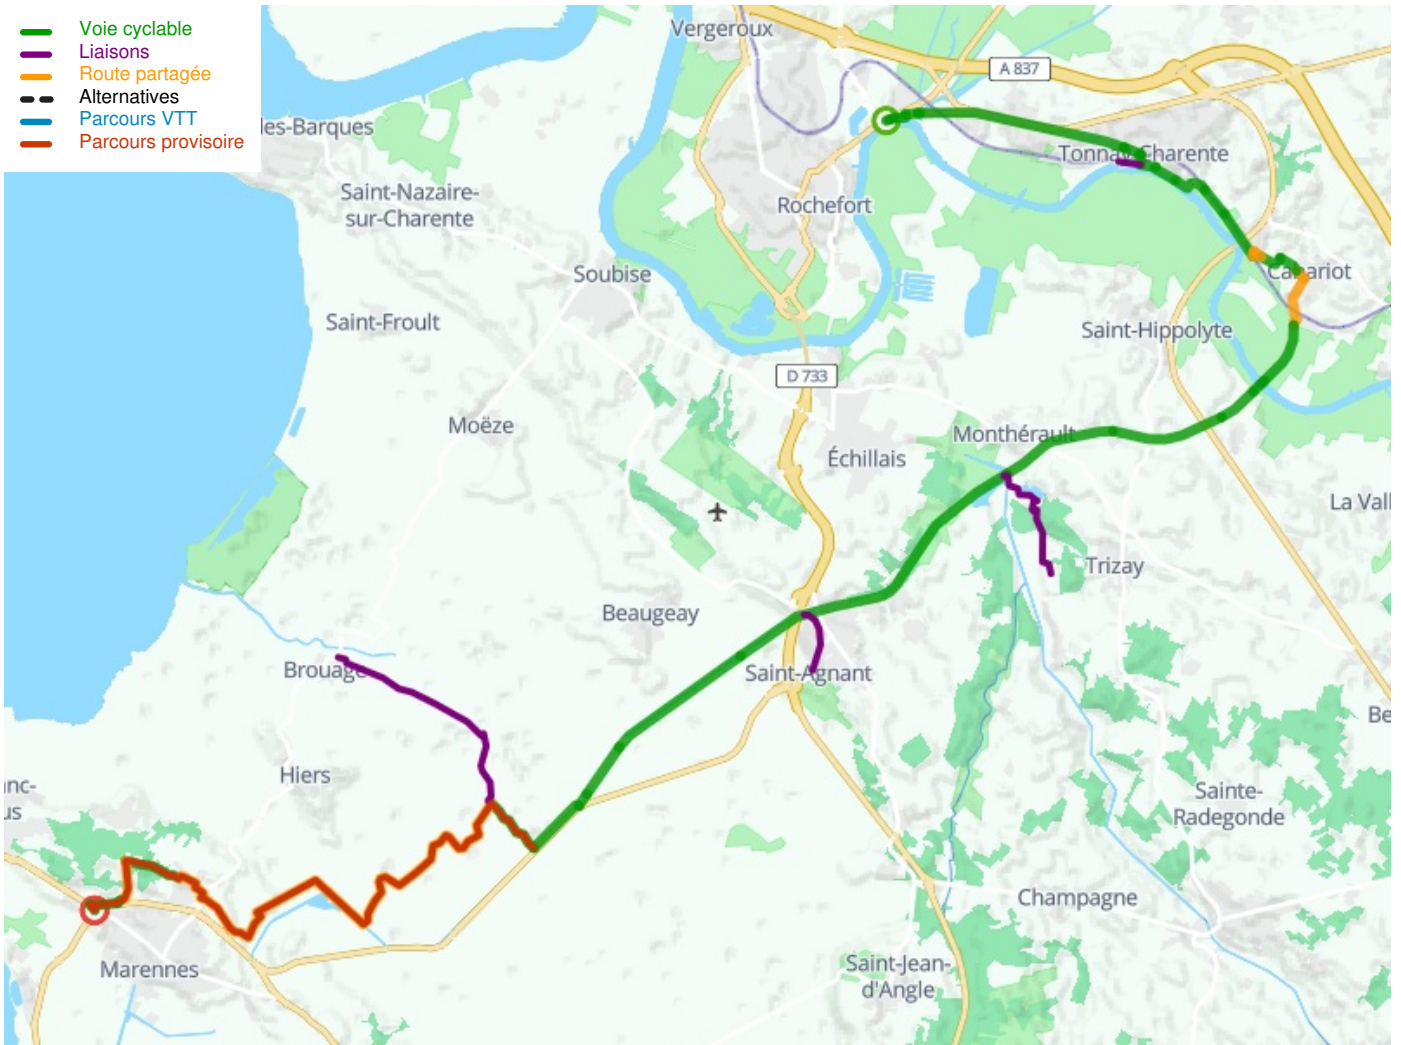 Voie cyclable
Liaisons
Route partagée
Alternatives
Parcours VTT
Parcours provisoire
Vergeroux
A 837
les-Barques
Tonnay-Charente
Saint-Nazaire-
sur-Charente
Rochefort
Soubise
Cabariot
Saint-Froult
Saint-Hippolyte
D 733
Moëze
Monthérault
Échillais
La Vall
Trizay
Beaugeay
Brouage
Saint-Agnant
Be
Hiers
nc-
us
Sainte-
Radegonde
Champagne
Marennes
Saint-Jean-
d'Angle